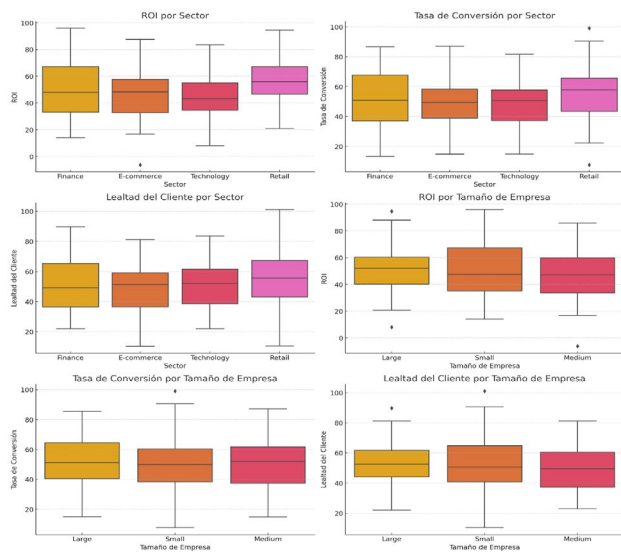 ROI por Sector
100
80
60
40
20
0
ROI
Finance
E-commerce
Technology
Retail
Sector
Tasa de Conversión por Sector
100
80
60
40
20
Tasa de Conversión
Finance
E-commerce
Technology
Retail
Sector
Lealtad del Cliente por Sector
100
80
60
40
20
Lealtad del Cliente
Finance
E-commerce
Technology
Retail
Sector
ROI por Tamaño de Empresa
100
80
60
40
20
0
ROI
Large
Small
Medium
Tamaño de Empresa
Tasa de Conversión por Tamaño de Empresa
100
80
60
40
20
Tasa de Conversión
Large
Small
Medium
Tamaño de Empresa
Lealtad del Cliente por Tamaño de Empresa
100
80
60
40
20
Lealtad del Cliente
Large
Small
Medium
Tamaño de Empresa